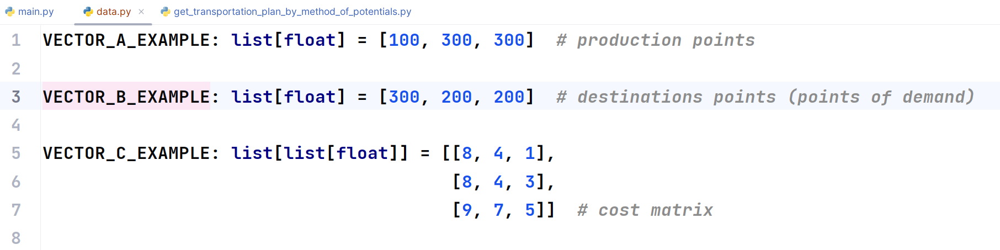 main.py data.py × get_transportation_plan_by_method_of_potentials.py
1 VECTOR_A_EXAMPLE: list[float] = [100, 300, 300]  # production points
2
3 VECTOR_B_EXAMPLE: list[float] = [300, 200, 200]  # destinations points (points of demand)
4
5 VECTOR_C_EXAMPLE: list[list[float]] = [[8, 4, 1],
6 [8, 4, 3],
7 [9, 7, 5]]  # cost matrix
8